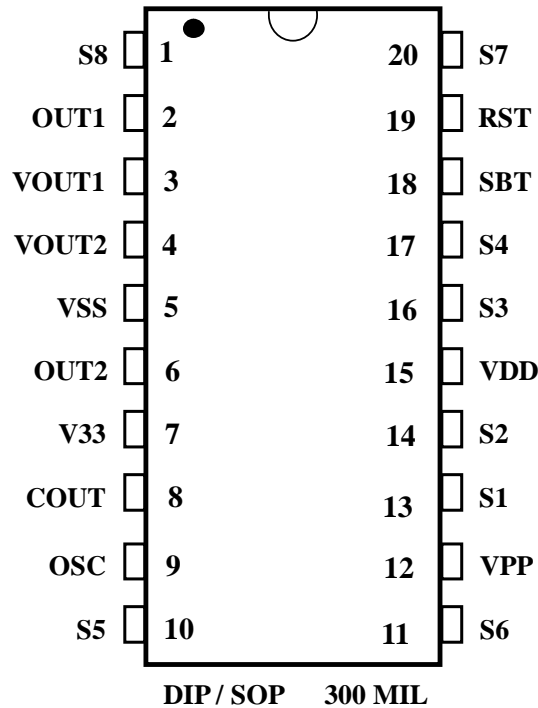 S8 1 20 S7
OUT1 2 19 RST
VOUT1 3 18 SBT
VOUT2 4 17 S4
VSS 5 16 S3
OUT2 6 15 VDD
V33 7 14 S2
COUT 8 13 S1
OSC 9 12 VPP
S5 10 11 S6
DIP / SOP 300 MIL